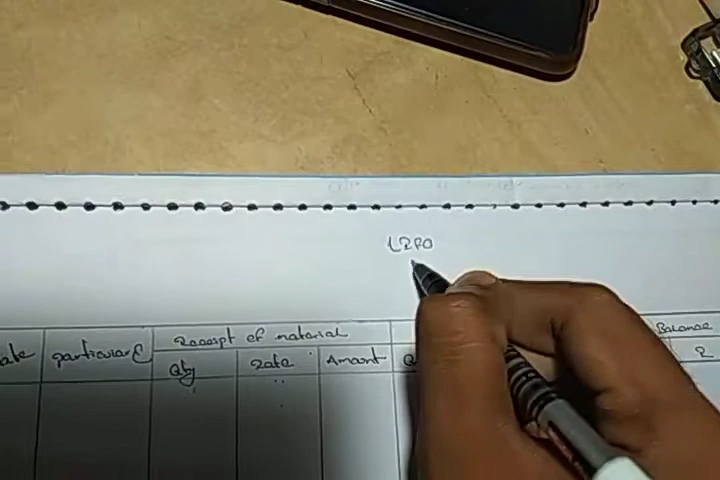 LIFO
Receipt of material
Balance
ate particulars Qty Rate Amount Q R